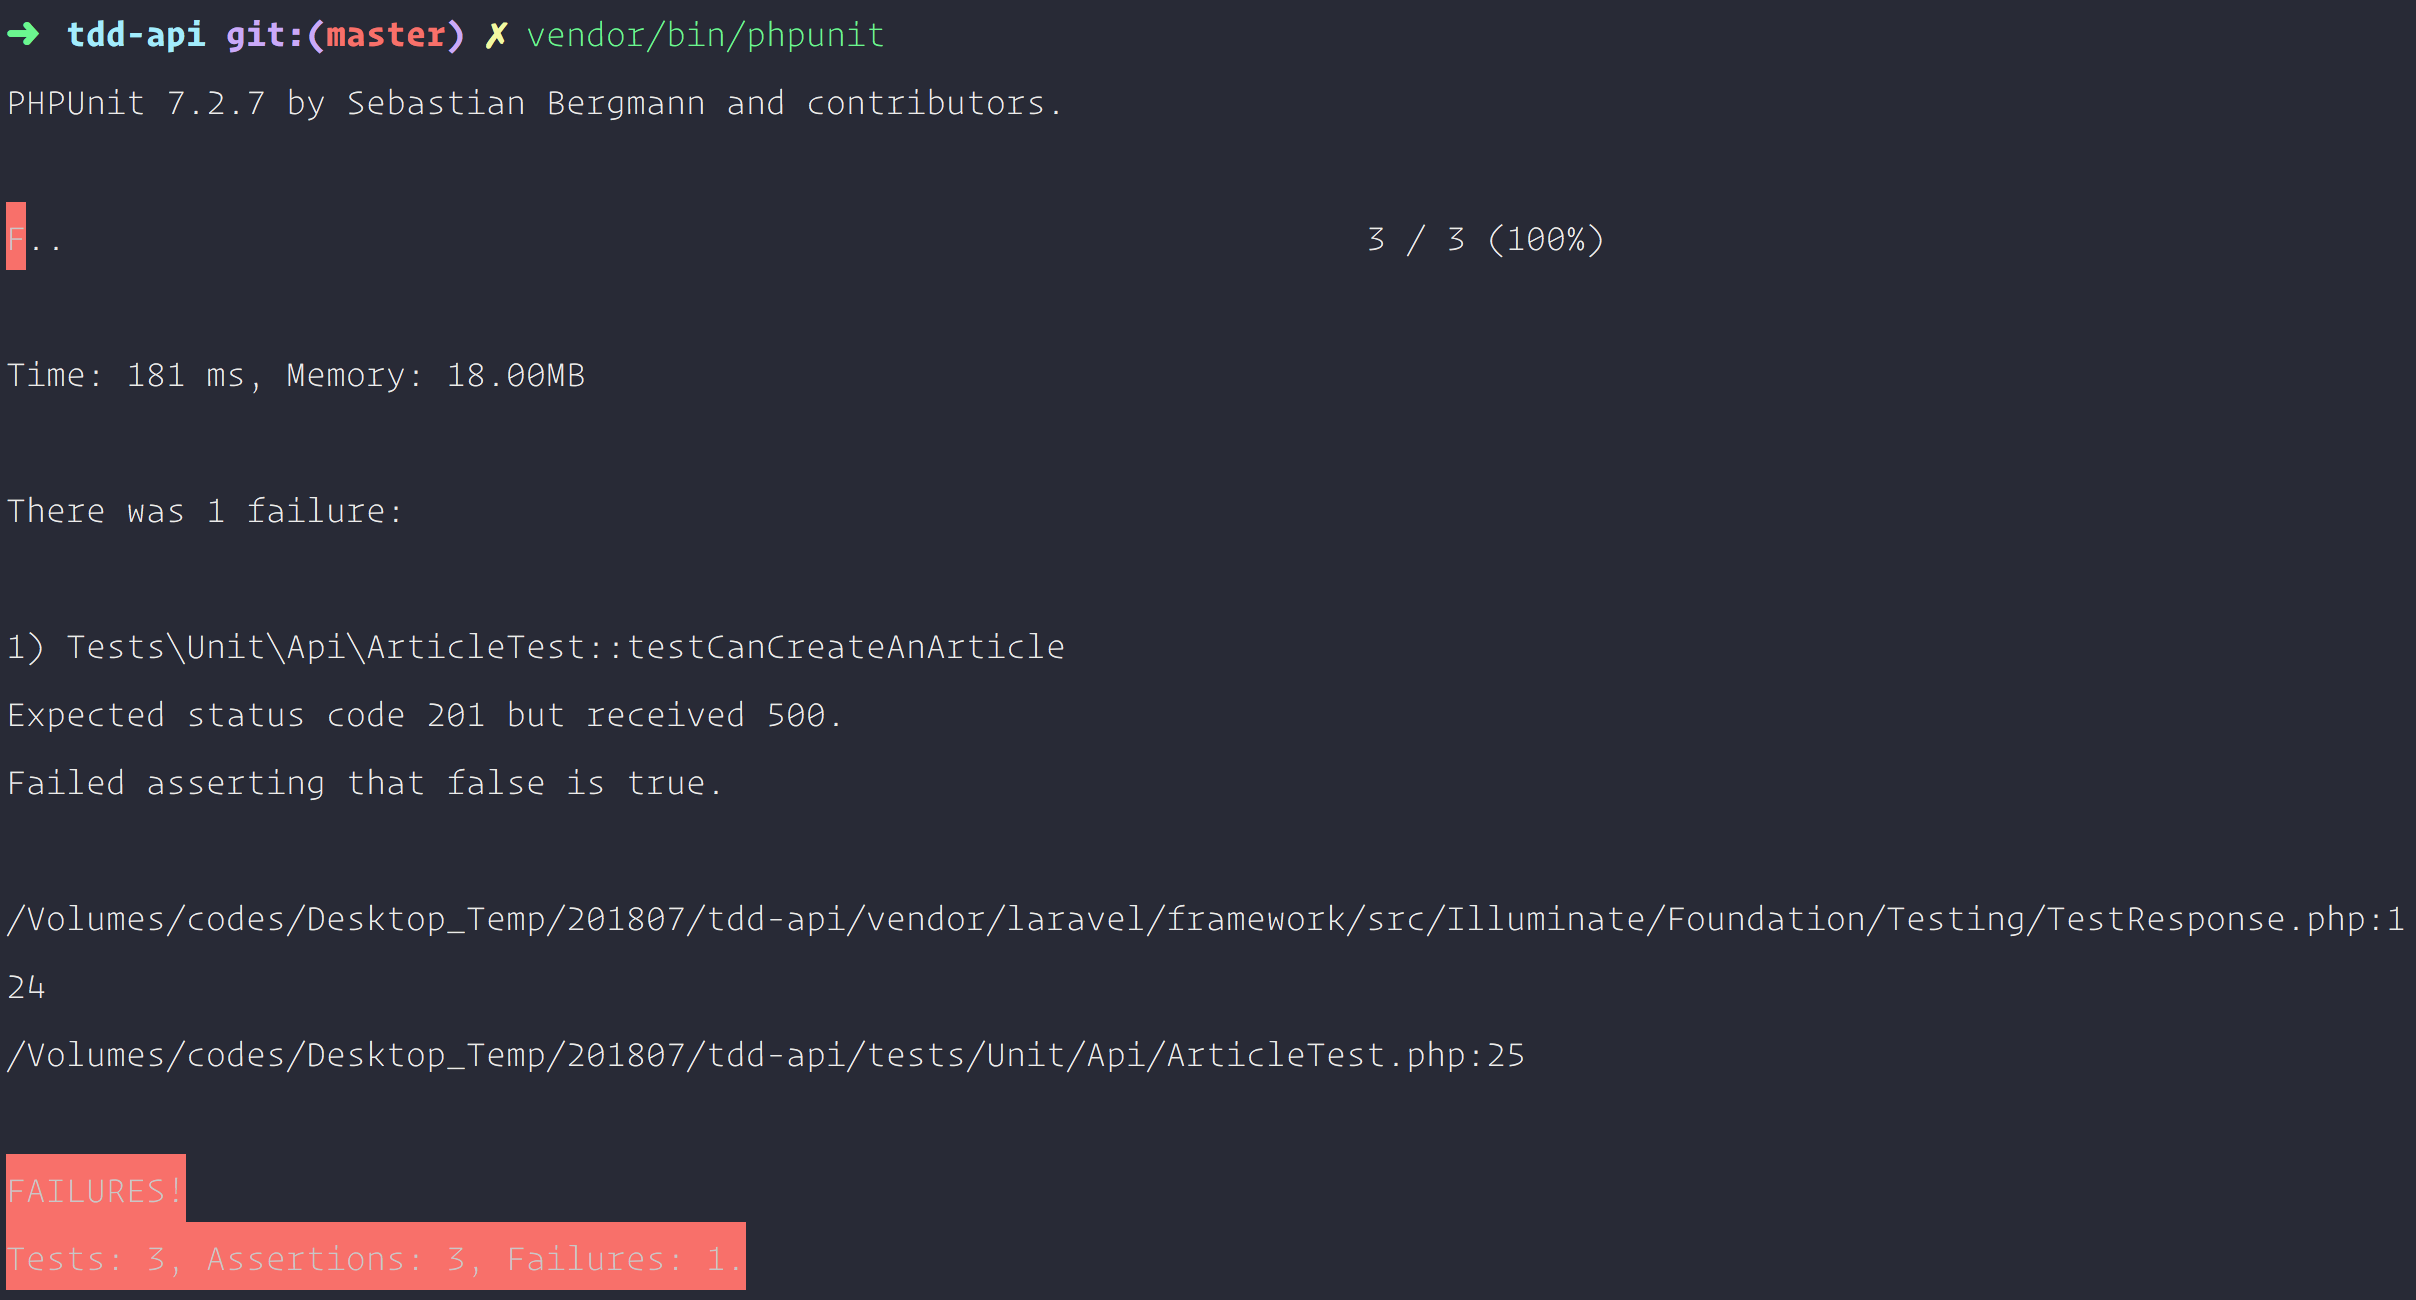 ➜ tdd-api git:(master) ✗ vendor/bin/phpunit
PHPUnit 7.2.7 by Sebastian Bergmann and contributors.
F.. 3 / 3 (100%)
Time: 181 ms, Memory: 18.00MB
There was 1 failure:
1) Tests\Unit\Api\ArticleTest::testCanCreateAnArticle
Expected status code 201 but received 500.
Failed asserting that false is true.
/Volumes/codes/Desktop_Temp/201807/tdd-api/vendor/laravel/framework/src/Illuminate/Foundation/Testing/TestResponse.php:1
24
/Volumes/codes/Desktop_Temp/201807/tdd-api/tests/Unit/Api/ArticleTest.php:25
FAILURES!
Tests: 3, Assertions: 3, Failures: 1.